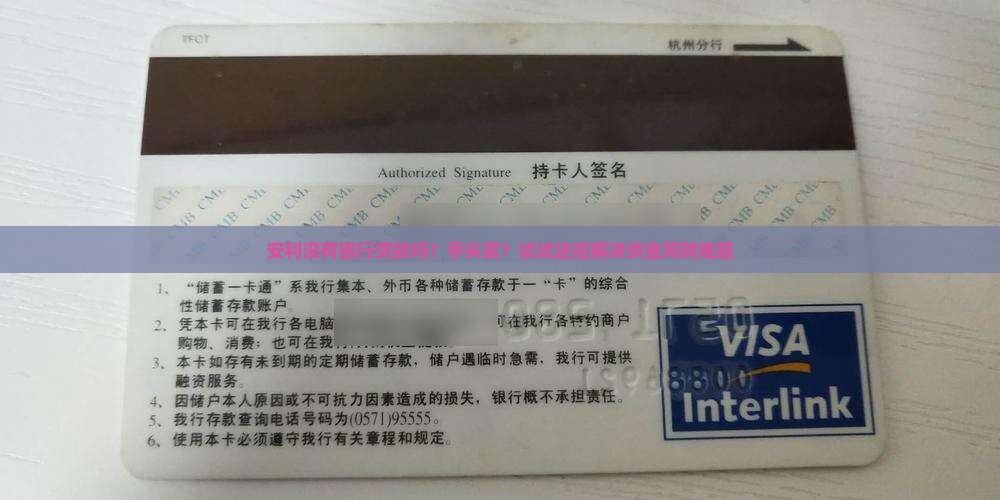 TFCT
杭州分行
Authorized Signature 持卡人签名
CMB CMB CMB CMB CMB CMB
安利没有银行贷款吗？手头紧？试试这招解决资金周转难题
1、“储蓄一卡通”系我行集本、外币各种储蓄存款于一“卡”的综合
性储蓄存款账户
2、凭本卡可在我行各电脑 可在我行各特约商户
购物、消费；也可在我
3、本卡如存有未到期的定期储蓄存款，储户遇临时急需，我行可提供
融资服务。
4、因储户本人原因或不可抗力因素造成的损失，银行概不承担责任。
5、我行存款查询电话号码为(0571)95555。
6、使用本卡必须遵守我行有关章程和规定。
VISA
Interlink